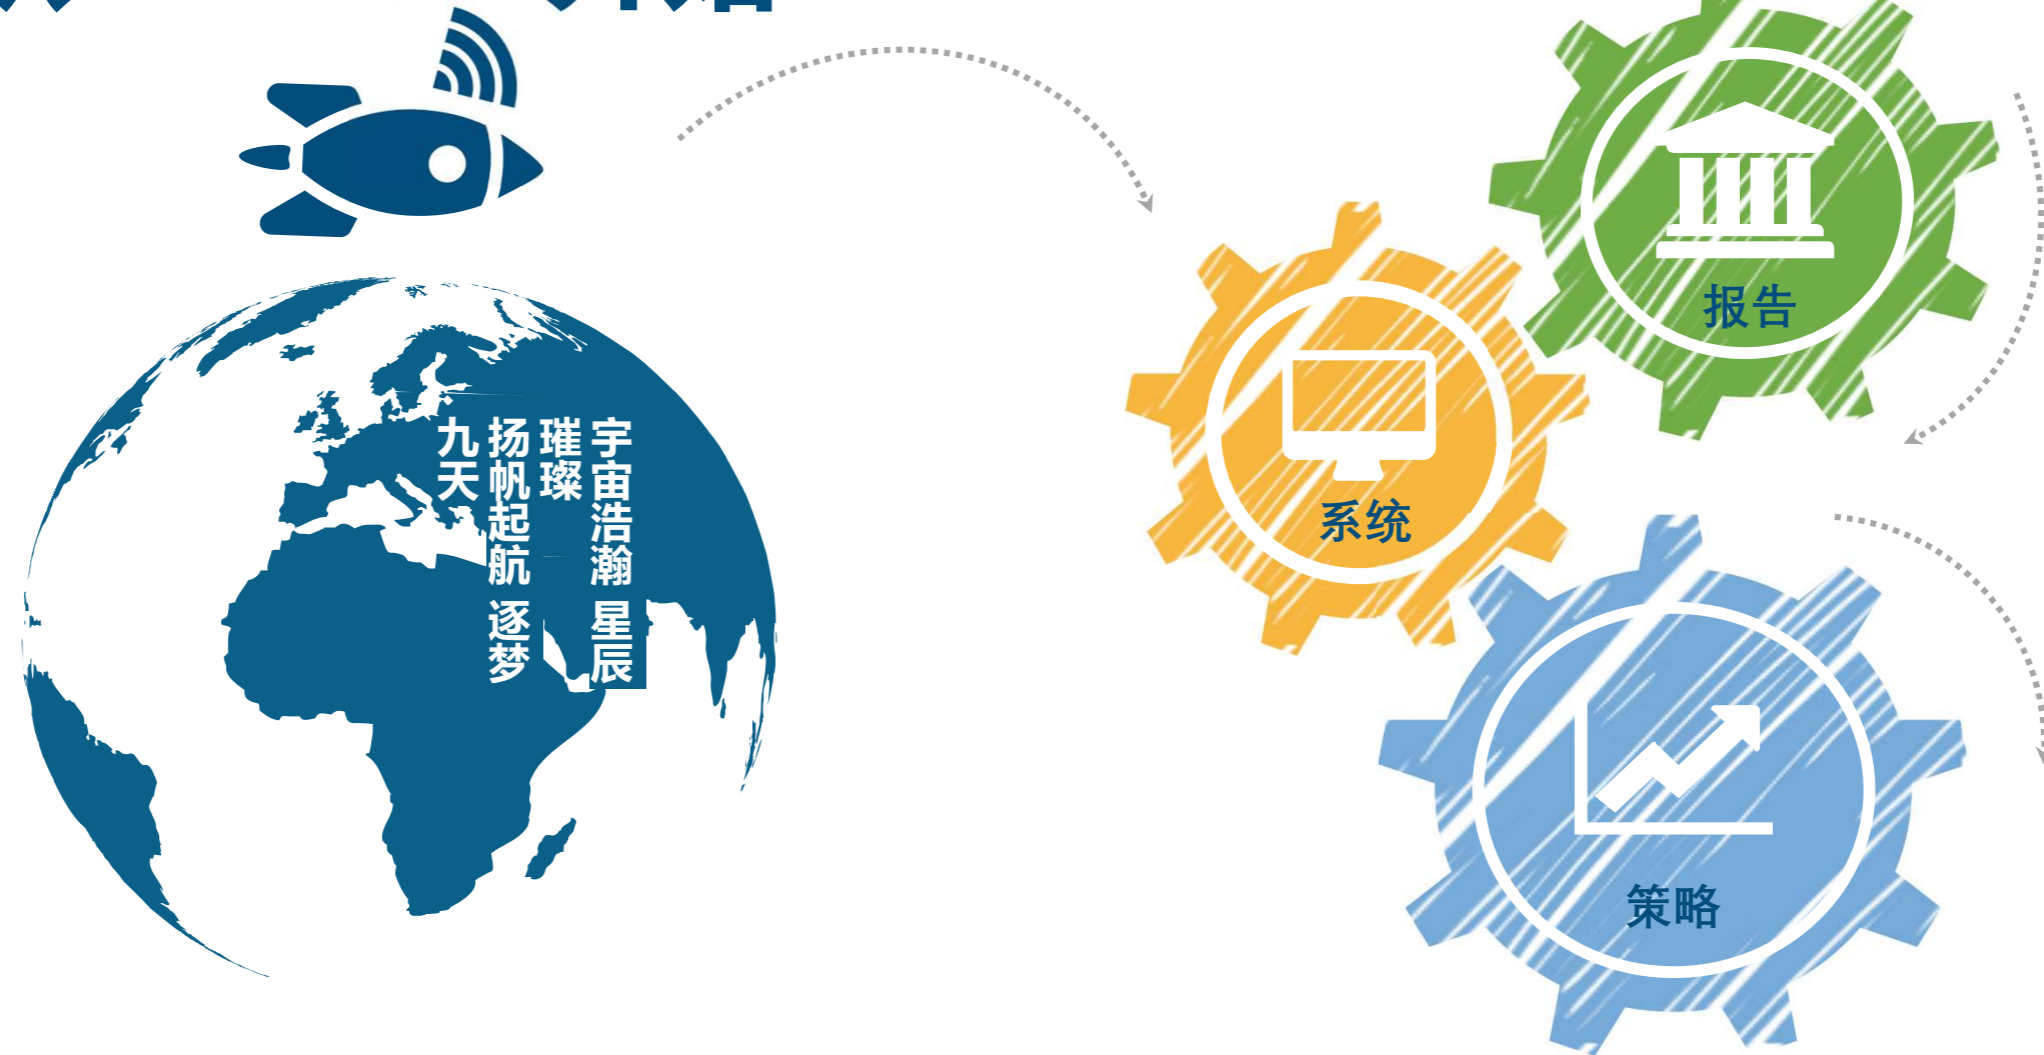 宇宙浩瀚 星辰
璀璨
扬帆起航 逐梦
九天
报告
系统
策略